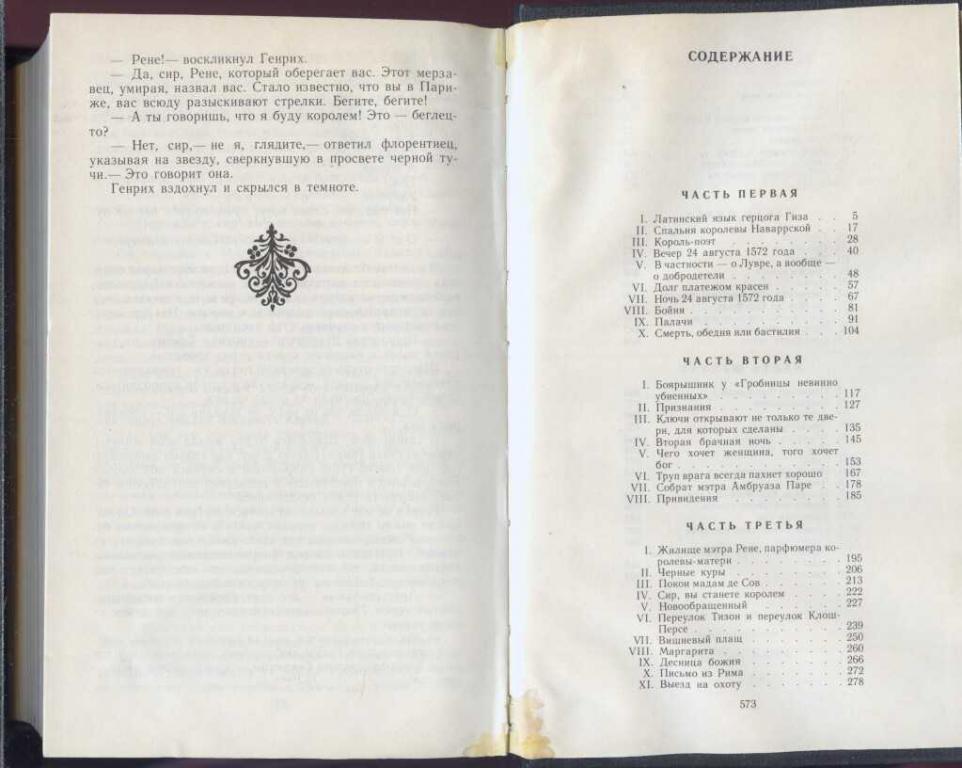 — Рене!— воскликнул Генрих.
— Да, сир, Рене, который оберегает вас. Этот мерза-
вец, умирая, назвал вас. Стало известно, что вы в Пари-
же, вас всюду разыскивают стрелки. Бегите, бегите!
— А ты говоришь, что я буду королем! Это — беглец-
то?
— Нет, сир,— не я, глядите,— ответил флорентиец,
указывая на звезду, сверкнувшую в просвете черной ту-
чи.— Это говорит она.
Генрих вздохнул и скрылся в темноте.
СОДЕРЖАНИЕ
ЧАСТЬ ПЕРВАЯ
I. Латинский язык герцога Гиза . . 5
II. Спальня королевы Наваррской . . 17
III. Король-поэт . . . . . . . . 28
IV. Вечер 24 августа 1572 года . . . 40
V. В частности — о Лувре, а вообще —
о добродетели . . . . . . . . 48
VI. Долг платежом красен . . . . . 57
VII. Ночь 24 августа 1572 года . . . . 67
VIII. Бойня . . . . . . . . . . . 81
IX. Палачи . . . . . . . . . . . 91
X. Смерть, обедня или бастилия . . . 104
ЧАСТЬ ВТОРАЯ
I. Боярышник у «Гробницы невинно
убиенных» . . . . . . . . . 117
II. Признания . . . . . . . . . 127
III. Ключи открывают не только те две-
ри, для которых сделаны . . . . 135
IV. Вторая брачная ночь . . . . . 145
V. Чего хочет женщина, того хочет
бог . . . . . . . . . . . . 153
VI. Труп врага всегда пахнет хорошо 167
VII. Собрат мэтра Амбруаза Паре . . 178
VIII. Привидения . . . . . . . . 185
ЧАСТЬ ТРЕТЬЯ
I. Жилище мэтра Рене, парфюмера ко-
ролевы-матери . . . . . . . . 195
II. Черные куры . . . . . . . . 206
III. Покои мадам де Сов . . . . . . 213
IV. Сир, вы станете королем . . . . 222
V. Новообращенный . . . . . . 227
VI. Переулок Тизон и переулок Клош-
Персе . . . . . . . . . . . 239
VII. Вишневый плащ . . . . . . . 250
VIII. Маргарита . . . . . . . . . 260
IX. Десница божия . . . . . . . 266
X. Письмо из Рима . . . . . . . 272
XI. Выезд на охоту . . . . . . . 278
573